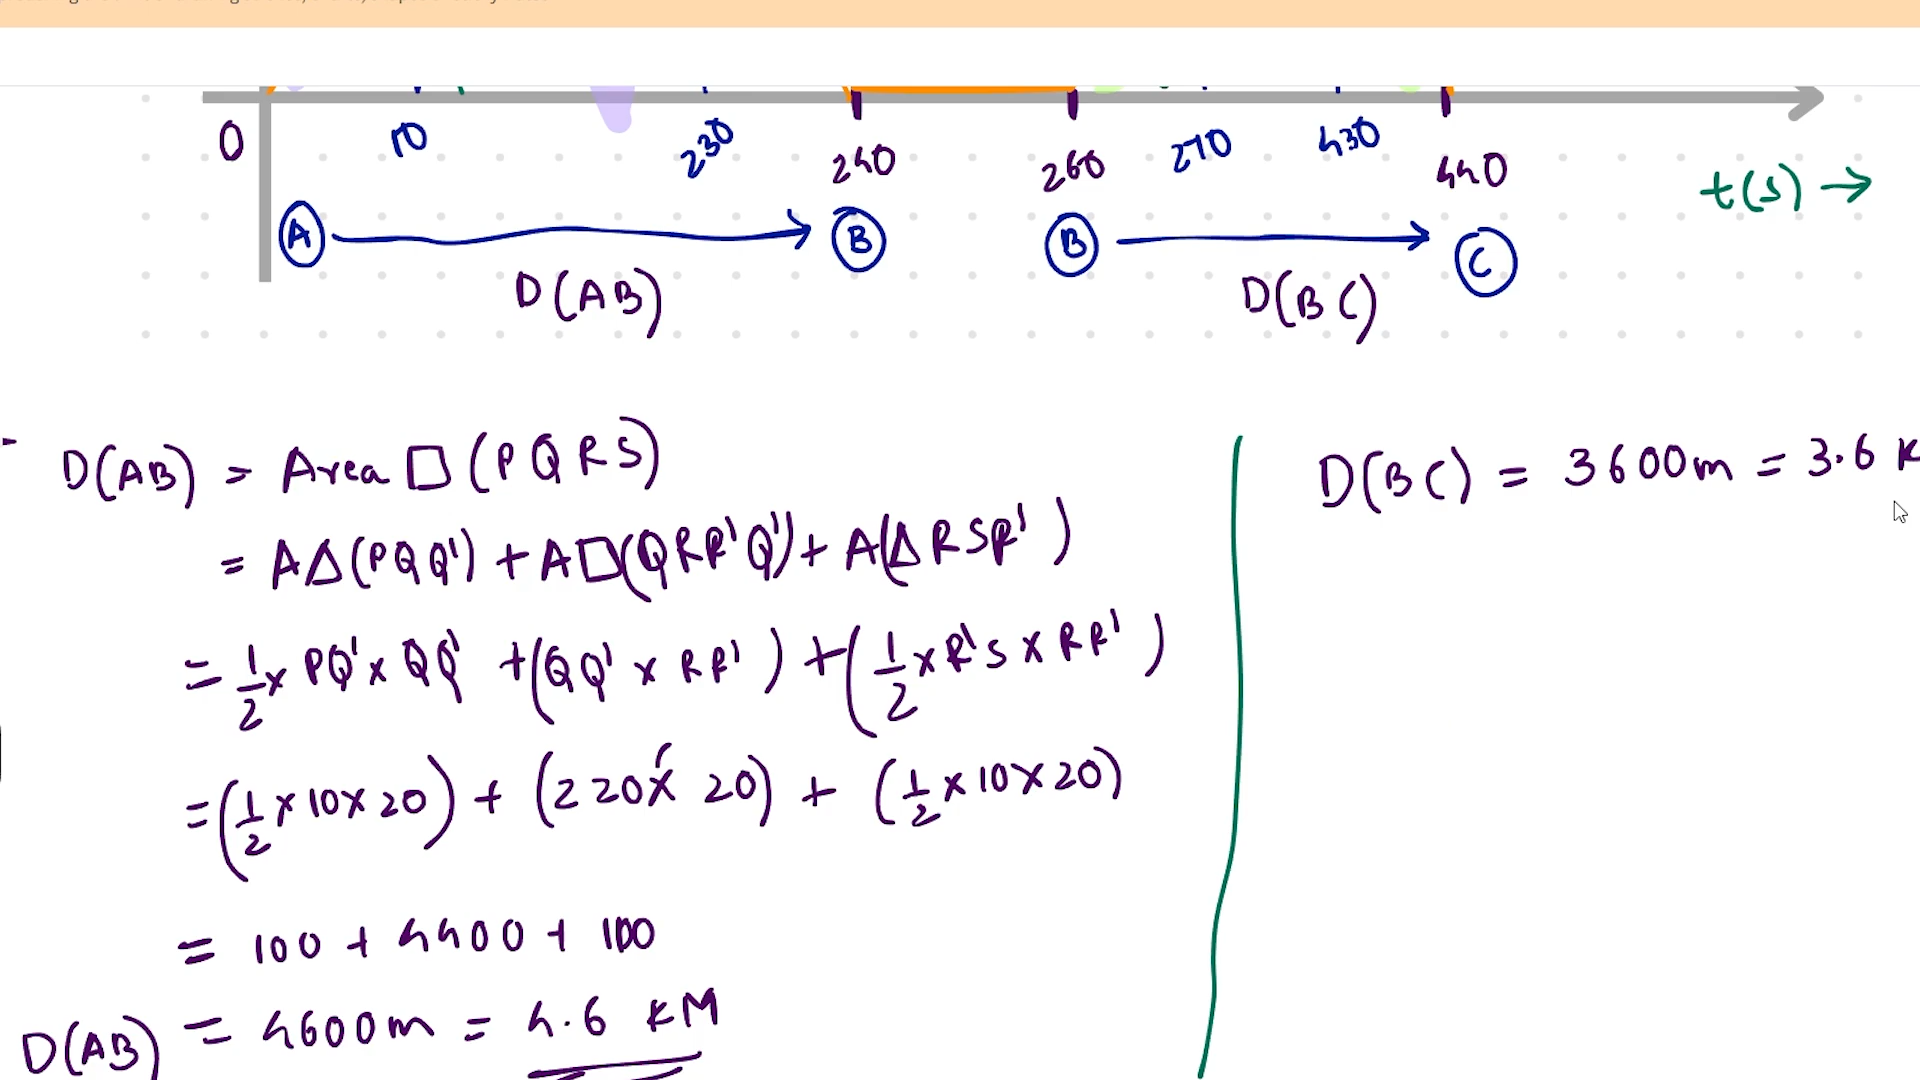 0 10 230 240 260 270 430 440 t(s) →
A B B C
D(AB) D(BC)
D(AB) = Area □ (PQRS)
= A△(PQQ') + A□(QRR'Q') + A(△RSR')
= 1/2 x PQ' x QQ' + (QQ' x RR') + (1/2 x R'S x RR')
= (1/2 x 10 x 20) + (220 x 20) + (1/2 x 10 x 20)
= 100 + 4400 + 100
D(AB) = 4600m = 4.6 KM
D(BC) = 3600m = 3.6 K